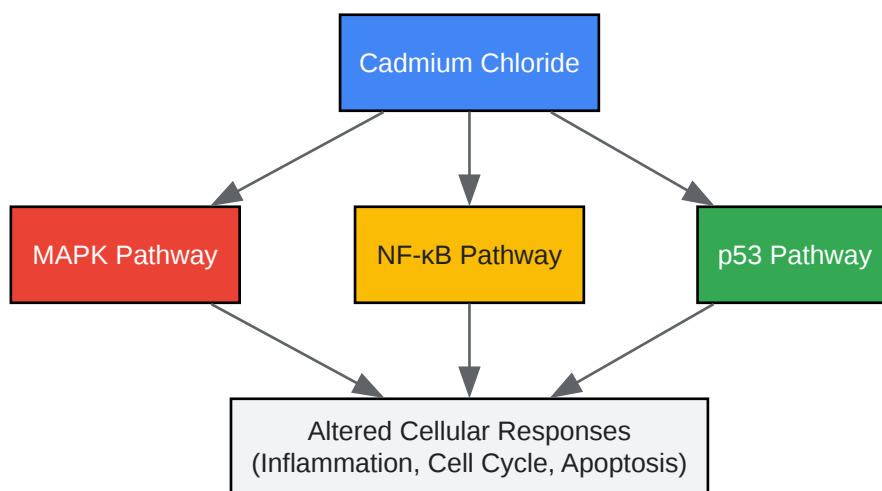 Cadmium Chloride
MAPK Pathway
NF-κB Pathway
p53 Pathway
Altered Cellular Responses
(Inflammation, Cell Cycle, Apoptosis)